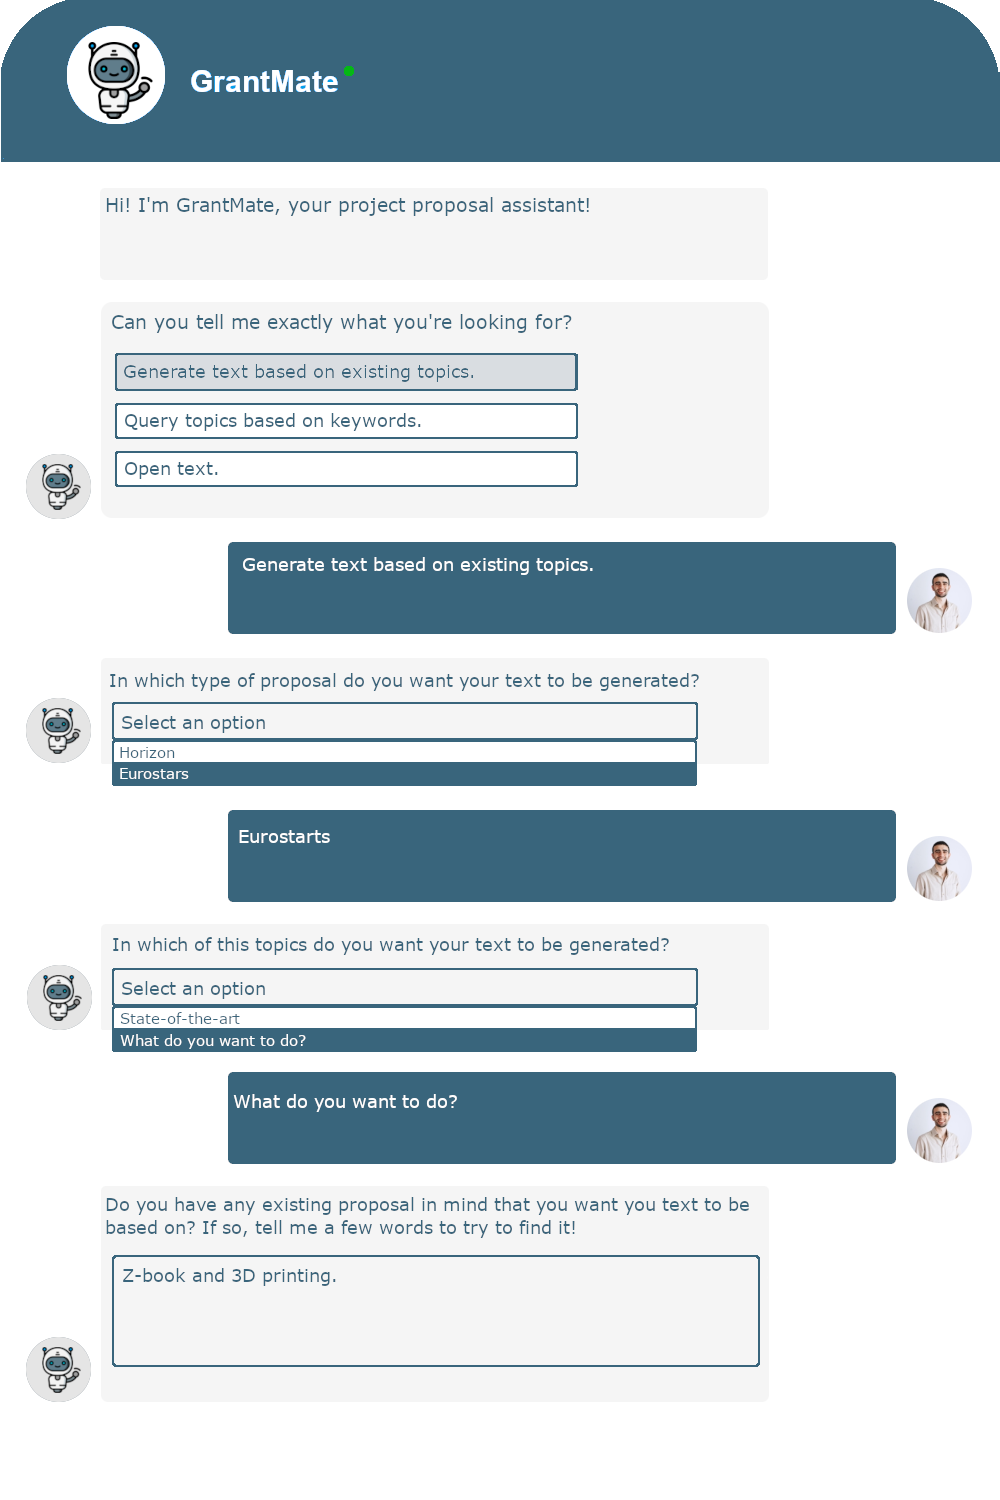 GrantMate
Hi! I'm GrantMate, your project proposal assistant!
Can you tell me exactly what you're looking for?
Generate text based on existing topics.
Query topics based on keywords.
Open text.
Generate text based on existing topics.
In which type of proposal do you want your text to be generated?
Select an option
Horizon
Eurostars
Eurostarts
In which of this topics do you want your text to be generated?
Select an option
State-of-the-art
What do you want to do?
What do you want to do?
Do you have any existing proposal in mind that you want you text to be
based on? If so, tell me a few words to try to find it!
Z-book and 3D printing.